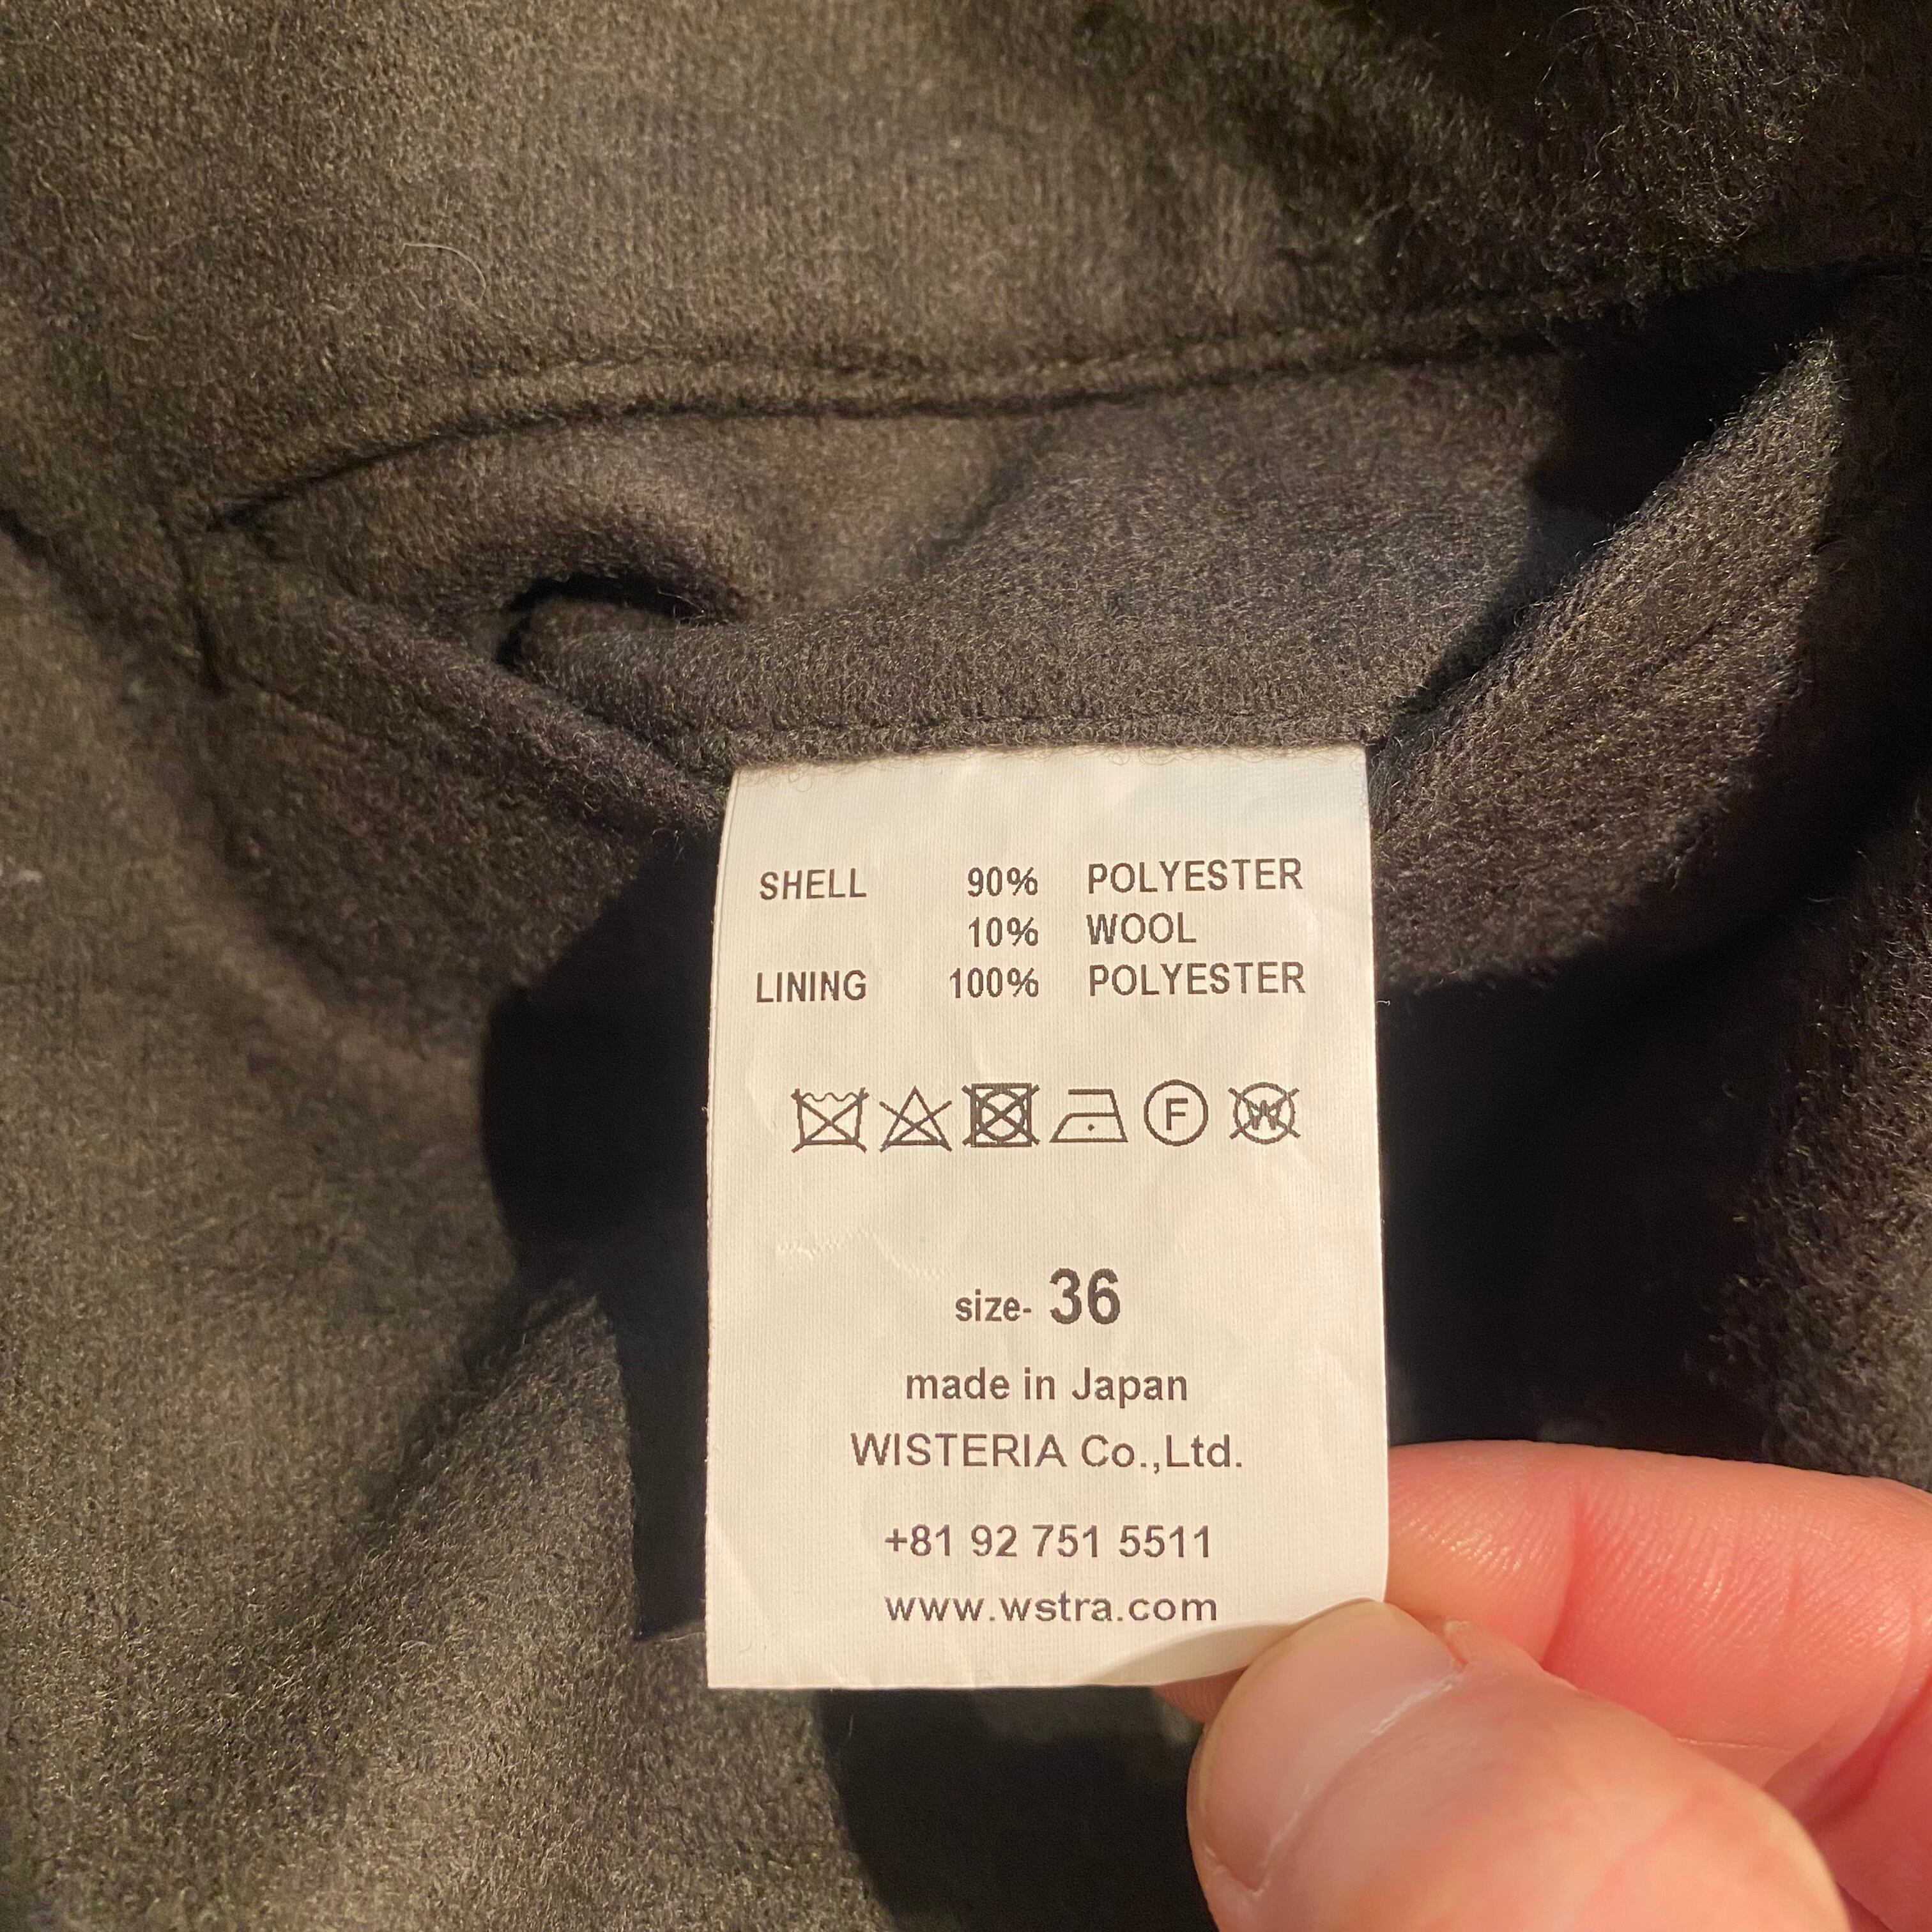 SHELL 90% POLYESTER
10% WOOL
LINING 100% POLYESTER
F W
size- 36
made in Japan
WISTERIA Co.,Ltd.
+81 92 751 5511
www.wstra.com